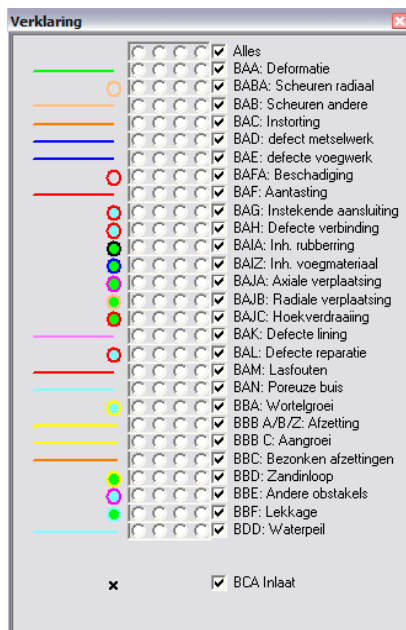 Verklaring
Alles
BAA: Deformatie
BABA: Scheuren radiaal
BAB: Scheuren andere
BAC: Instorting
BAD: defect metselwerk
BAE: defecte voegwerk
BAFA: Beschadiging
BAF: Aantasting
BAG: Instekende aansluiting
BAH: Defecte verbinding
BAIA: Inh. rubberring
BAIZ: Inh. voegmateriaal
BAJA: Axiale verplaatsing
BAJB: Radiale verplaatsing
BAJC: Hoekverdraaiing
BAK: Defecte lining
BAL: Defecte reparatie
BAM: Lasfouten
BAN: Poreuze buis
BBA: Wortelgroei
BBB A/B/Z: Afzetting
BBB C: Aangroei
BBC: Bezonken afzettingen
BBD: Zandinloop
BBE: Andere obstakels
BBF: Lekkage
BDD: Waterpeil
BCA Inlaat